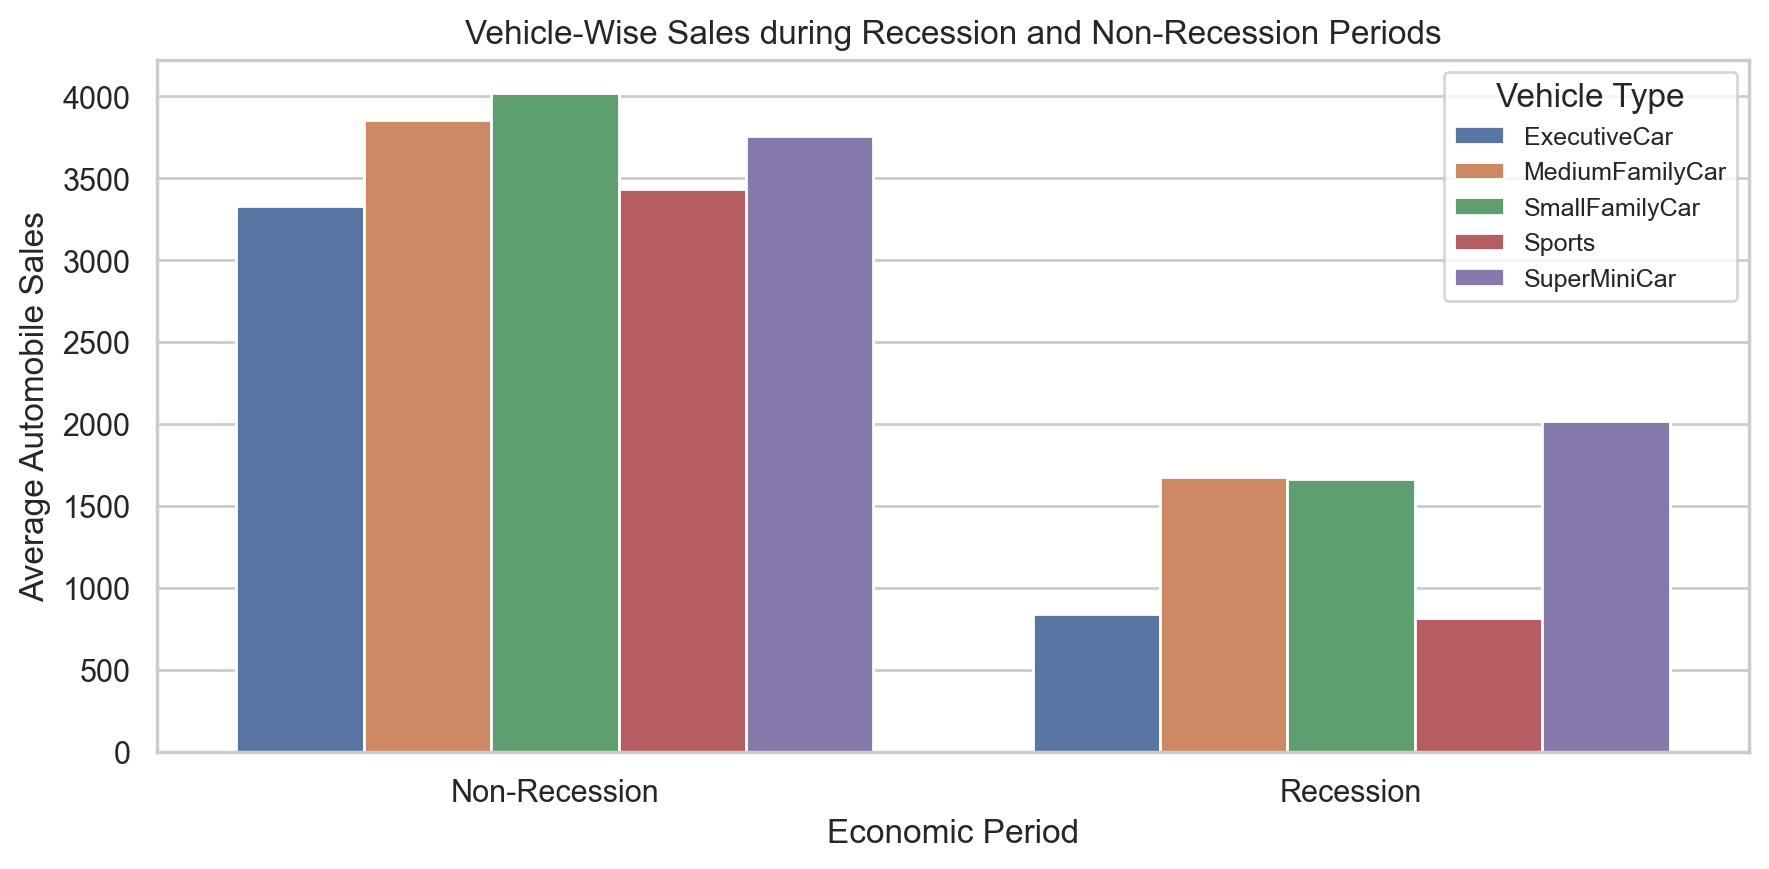 Vehicle-Wise Sales during Recession and Non-Recession Periods
Vehicle Type
ExecutiveCar
MediumFamilyCar
SmallFamilyCar
Sports
SuperMiniCar
Average Automobile Sales
4000
3500
3000
2500
2000
1500
1000
500
0
Non-Recession Recession
Economic Period